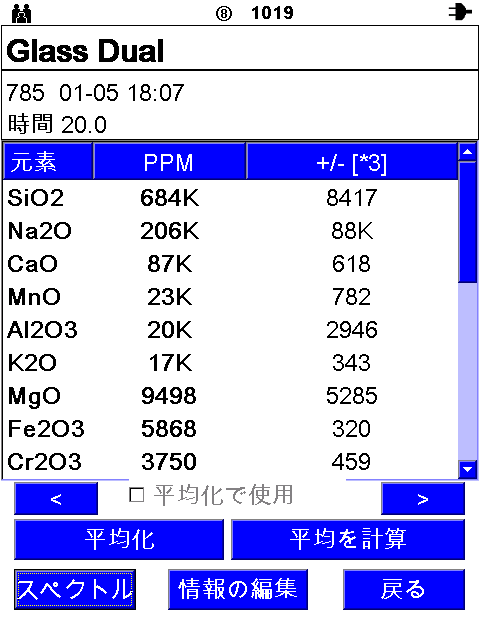 ⑧ 1019
Glass Dual
785 01-05 18:07
時間 20.0
元素 PPM +/- [*3]
SiO2 684K 8417
Na2O 206K 88K
CaO 87K 618
MnO 23K 782
Al2O3 20K 2946
K2O 17K 343
MgO 9498 5285
Fe2O3 5868 320
Cr2O3 3750 459
< 平均化で使用 >
平均化 平均を計算
スペクトル 情報の編集 戻る